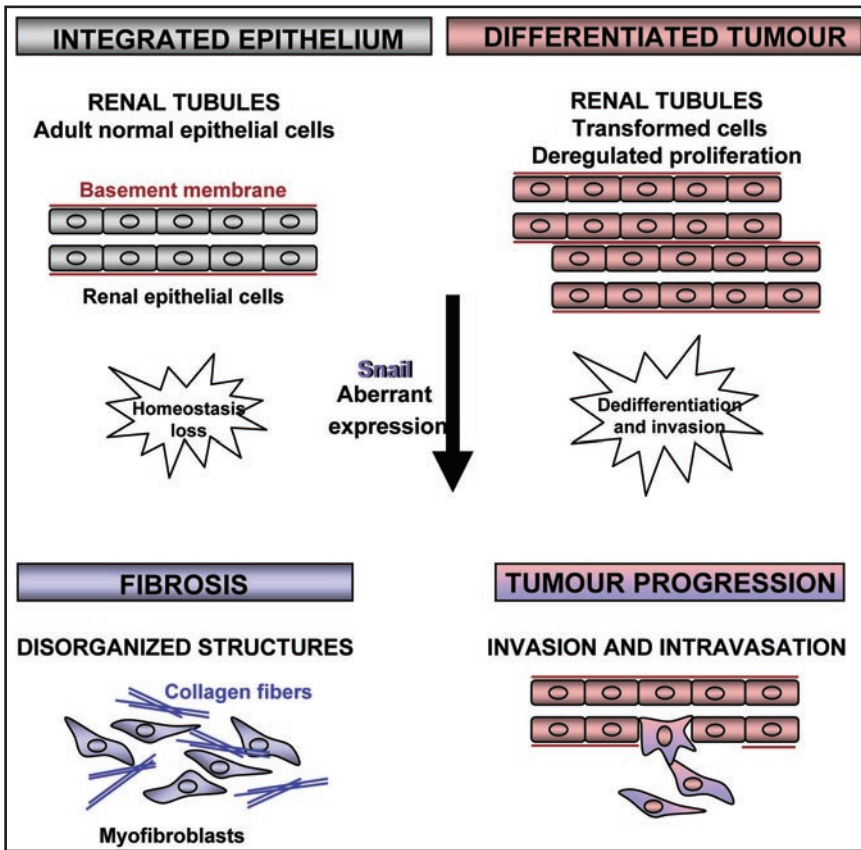 INTEGRATED EPITHELIUM
DIFFERENTIATED TUMOUR
RENAL TUBULES
Adult normal epithelial cells
RENAL TUBULES
Transformed cells
Deregulated proliferation
Basement membrane
Renal epithelial cells
Homeostasis
loss
Snail
Aberrant
expression
Dedifferentiation
and invasion
FIBROSIS
TUMOUR PROGRESSION
DISORGANIZED STRUCTURES
INVASION AND INTRAVASATION
Collagen fibers
Myofibroblasts